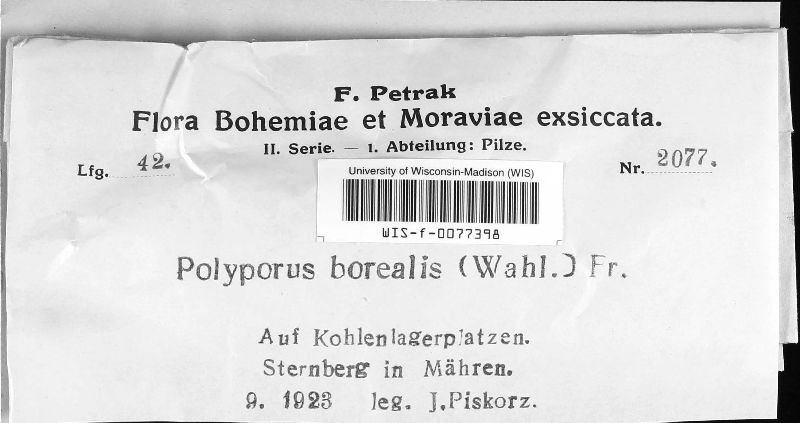 F. Petrak
Flora Bohemiae et Moraviae exsiccata.
II. Serie. — 1. Abteilung: Pilze.
Lfg. 42.
Nr. 2077.
University of Wisconsin-Madison (WIS)
WIS-f-0077398
Polyporus borealis (Wahl.) Fr.
Auf Kohlenlagerplatzen.
Sternberg in Mähren.
9. 1923 leg. J.Piskorz.